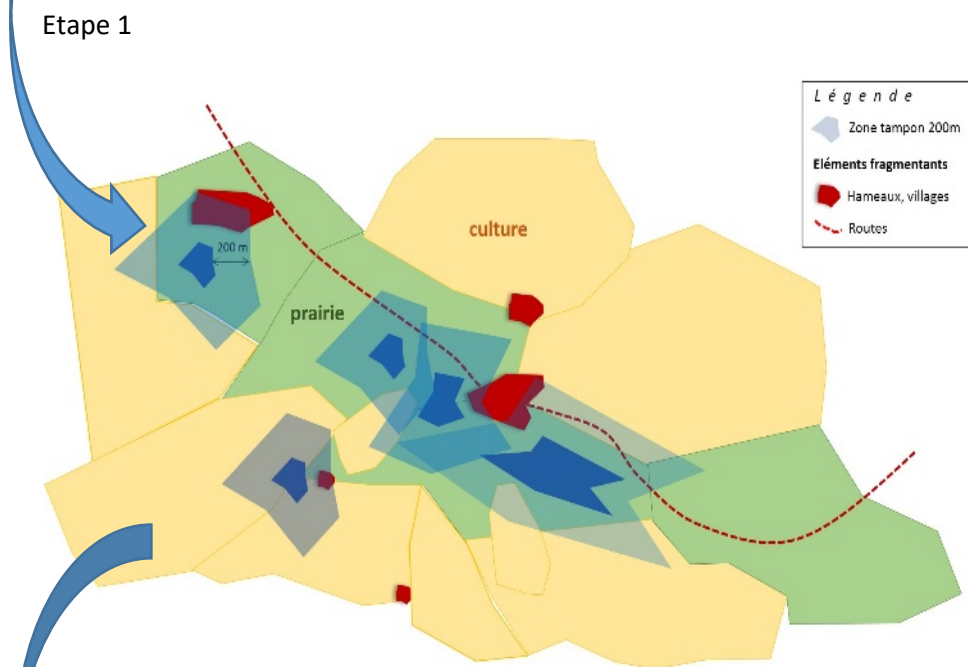 Etape 1
Légende
Zone tampon 200m
Eléments fragmentants
Hameaux, villages
Routes
culture
200 m
prairie